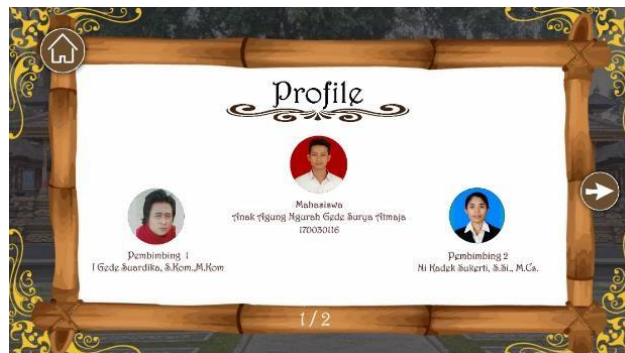 Profile
Mahasiswa
Anak Agung Ngurah Gede Surya Atmaja
170030116
Pembimbing 1
I Gede Suardika, S.Kom.,M.Kom
Pembimbing 2
Ni Kadek Sukerti, S.Si., M.Cs.
1/2